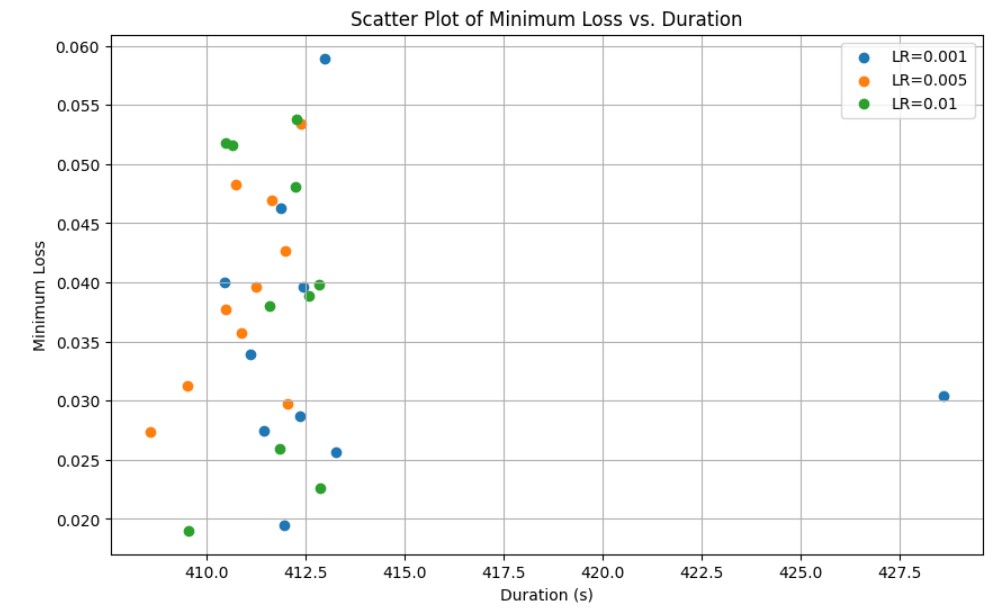 Scatter Plot of Minimum Loss vs. Duration
LR=0.001
LR=0.005
LR=0.01
Minimum Loss
0.060
0.055
0.050
0.045
0.040
0.035
0.030
0.025
0.020
410.0 412.5 415.0 417.5 420.0 422.5 425.0 427.5
Duration (s)